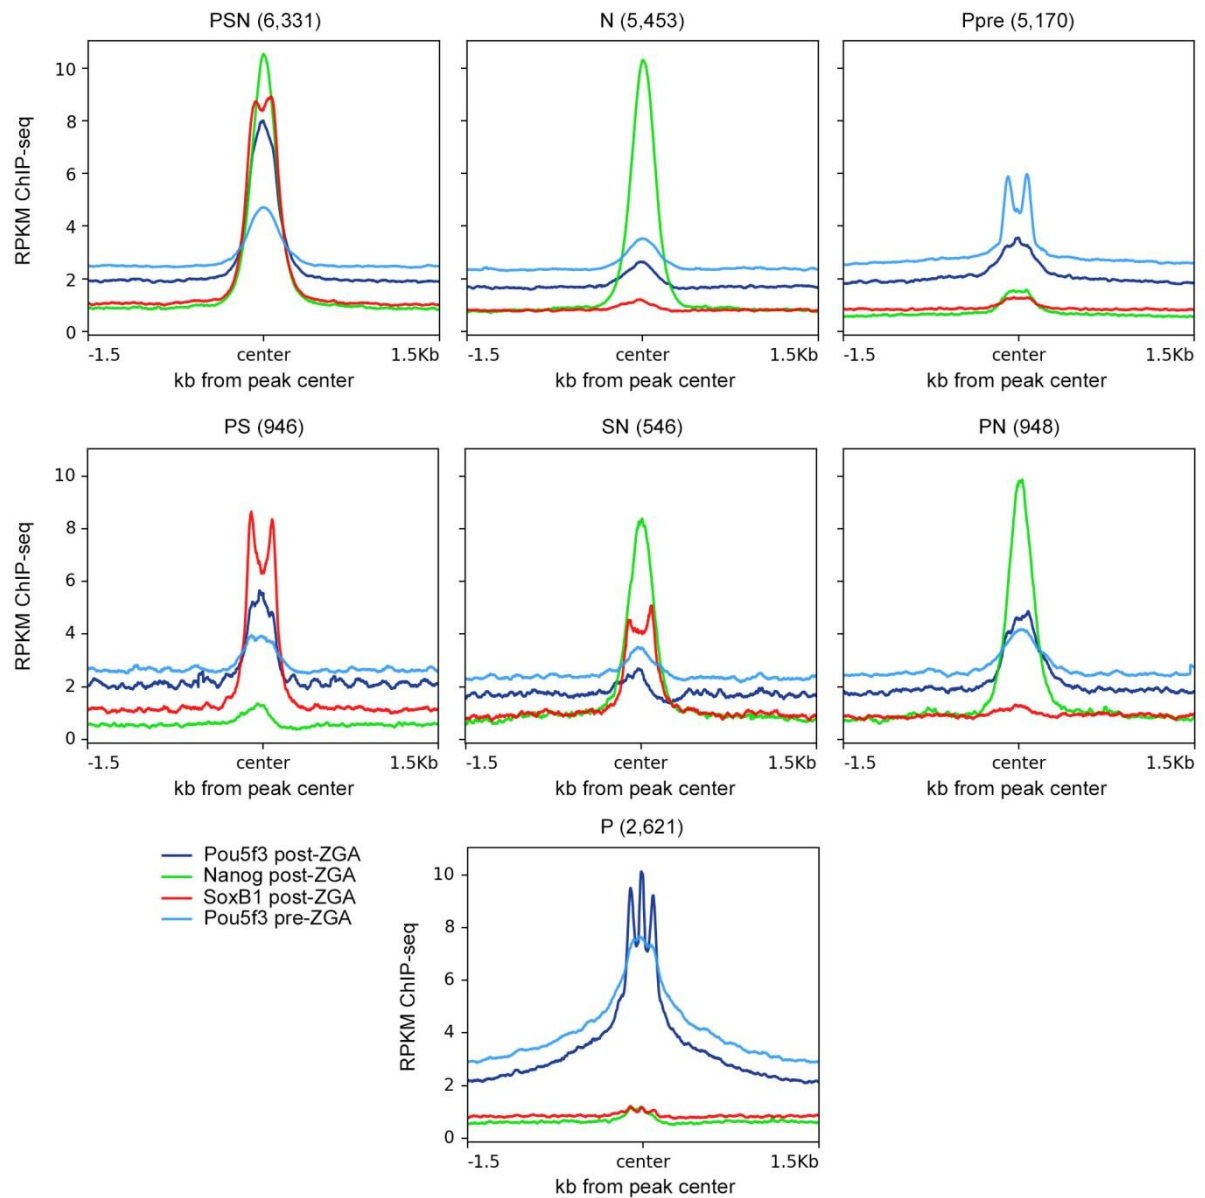 PSN (6,331)
N (5,453)
Ppre (5,170)
RPKM ChIP-seq
10
8
6
4
2
0
-1.5 center 1.5Kb
kb from peak center
-1.5 center 1.5Kb
kb from peak center
-1.5 center 1.5Kb
kb from peak center
PS (946)
SN (546)
PN (948)
RPKM ChIP-seq
10
8
6
4
2
0
-1.5 center 1.5Kb
kb from peak center
-1.5 center 1.5Kb
kb from peak center
-1.5 center 1.5Kb
kb from peak center
Pou5f3 post-ZGA
Nanog post-ZGA
SoxB1 post-ZGA
Pou5f3 pre-ZGA
P (2,621)
RPKM ChIP-seq
10
8
6
4
2
0
-1.5 center 1.5Kb
kb from peak center